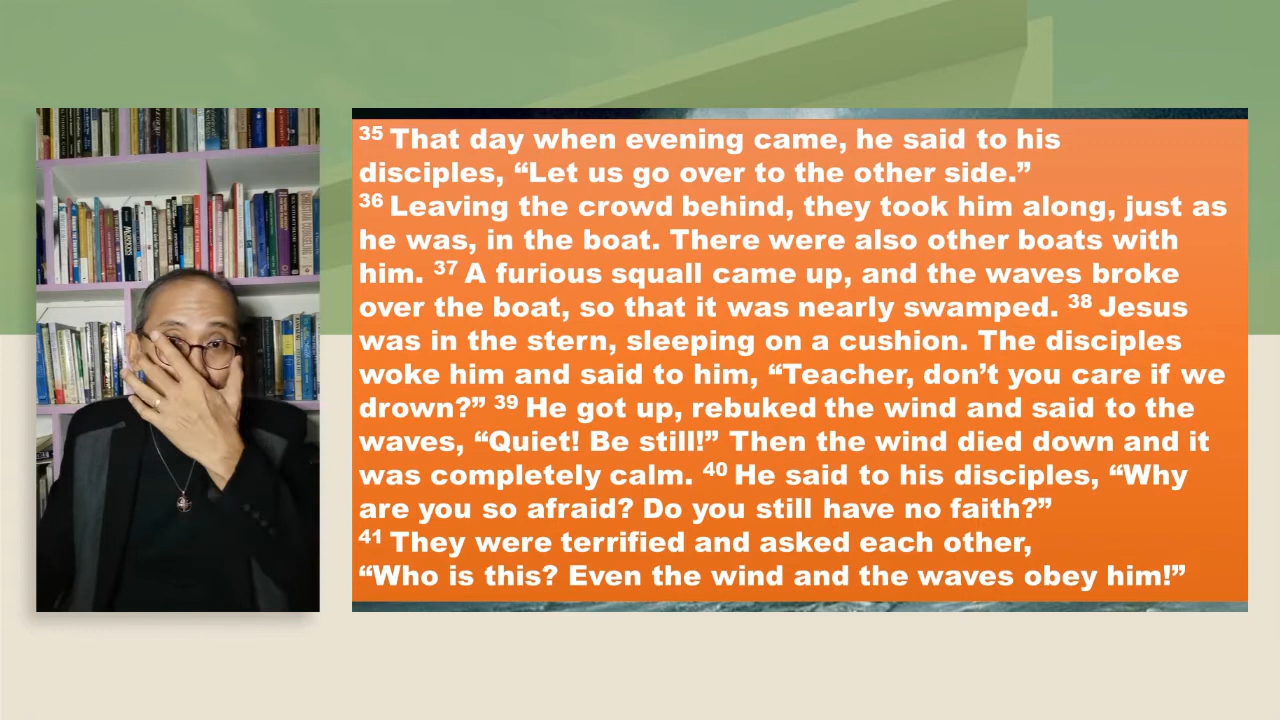 35 That day when evening came, he said to his
disciples, “Let us go over to the other side.”
36 Leaving the crowd behind, they took him along, just as
he was, in the boat. There were also other boats with
him. 37 A furious squall came up, and the waves broke
over the boat, so that it was nearly swamped. 38 Jesus
was in the stern, sleeping on a cushion. The disciples
woke him and said to him, “Teacher, don’t you care if we
drown?” 39 He got up, rebuked the wind and said to the
waves, “Quiet! Be still!” Then the wind died down and it
was completely calm. 40 He said to his disciples, “Why
are you so afraid? Do you still have no faith?”
41 They were terrified and asked each other,
“Who is this? Even the wind and the waves obey him!”